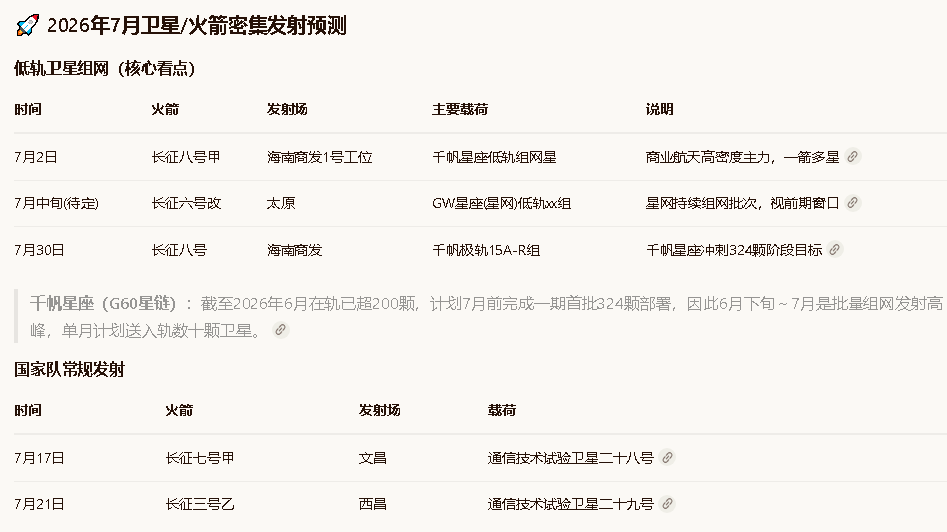 🚀 2026年7月卫星/火箭密集发射预测
低轨卫星组网（核心看点）
时间 火箭 发射场 主要载荷 说明
7月2日 长征八号甲 海南商发1号工位 千帆星座低轨组网星 商业航天高密度主力，一箭多星
7月中旬(待定) 长征六号改 太原 GW星座(星网)低轨xx组 星网持续组网批次，视前期窗口
7月30日 长征八号 海南商发 千帆极轨15A-R组 千帆星座冲刺324颗阶段目标
千帆星座（G60星链）：截至2026年6月在轨已超200颗，计划7月前完成一期首批324颗部署，因此6月下旬～7月是批量组网发射高
峰，单月计划送入轨数十颗卫星。
国家队常规发射
时间 火箭 发射场 载荷
7月17日 长征七号甲 文昌 通信技术试验卫星二十八号
7月21日 长征三号乙 西昌 通信技术试验卫星二十九号